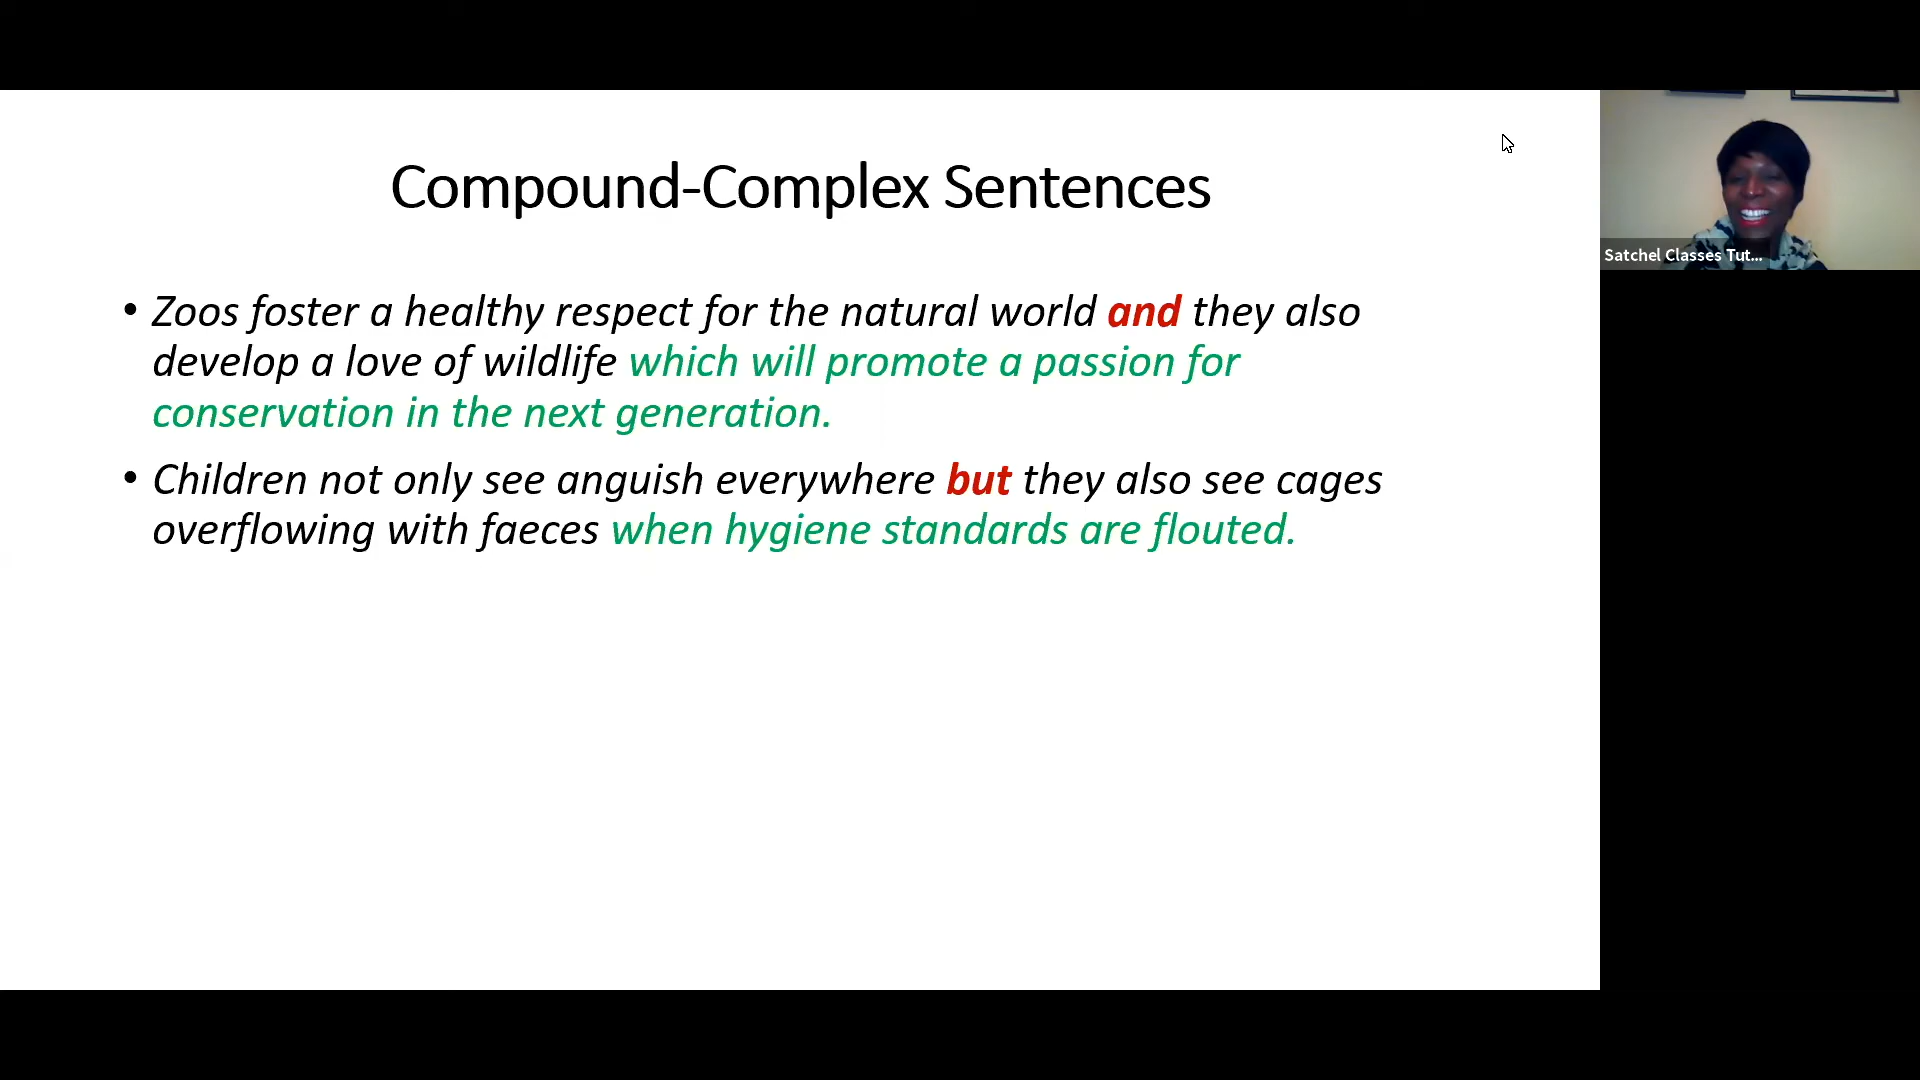 Compound-Complex Sentences
• Zoos foster a healthy respect for the natural world and they also
develop a love of wildlife which will promote a passion for
conservation in the next generation.
• Children not only see anguish everywhere but they also see cages
overflowing with faeces when hygiene standards are flouted.
Satchel Classes Tut...